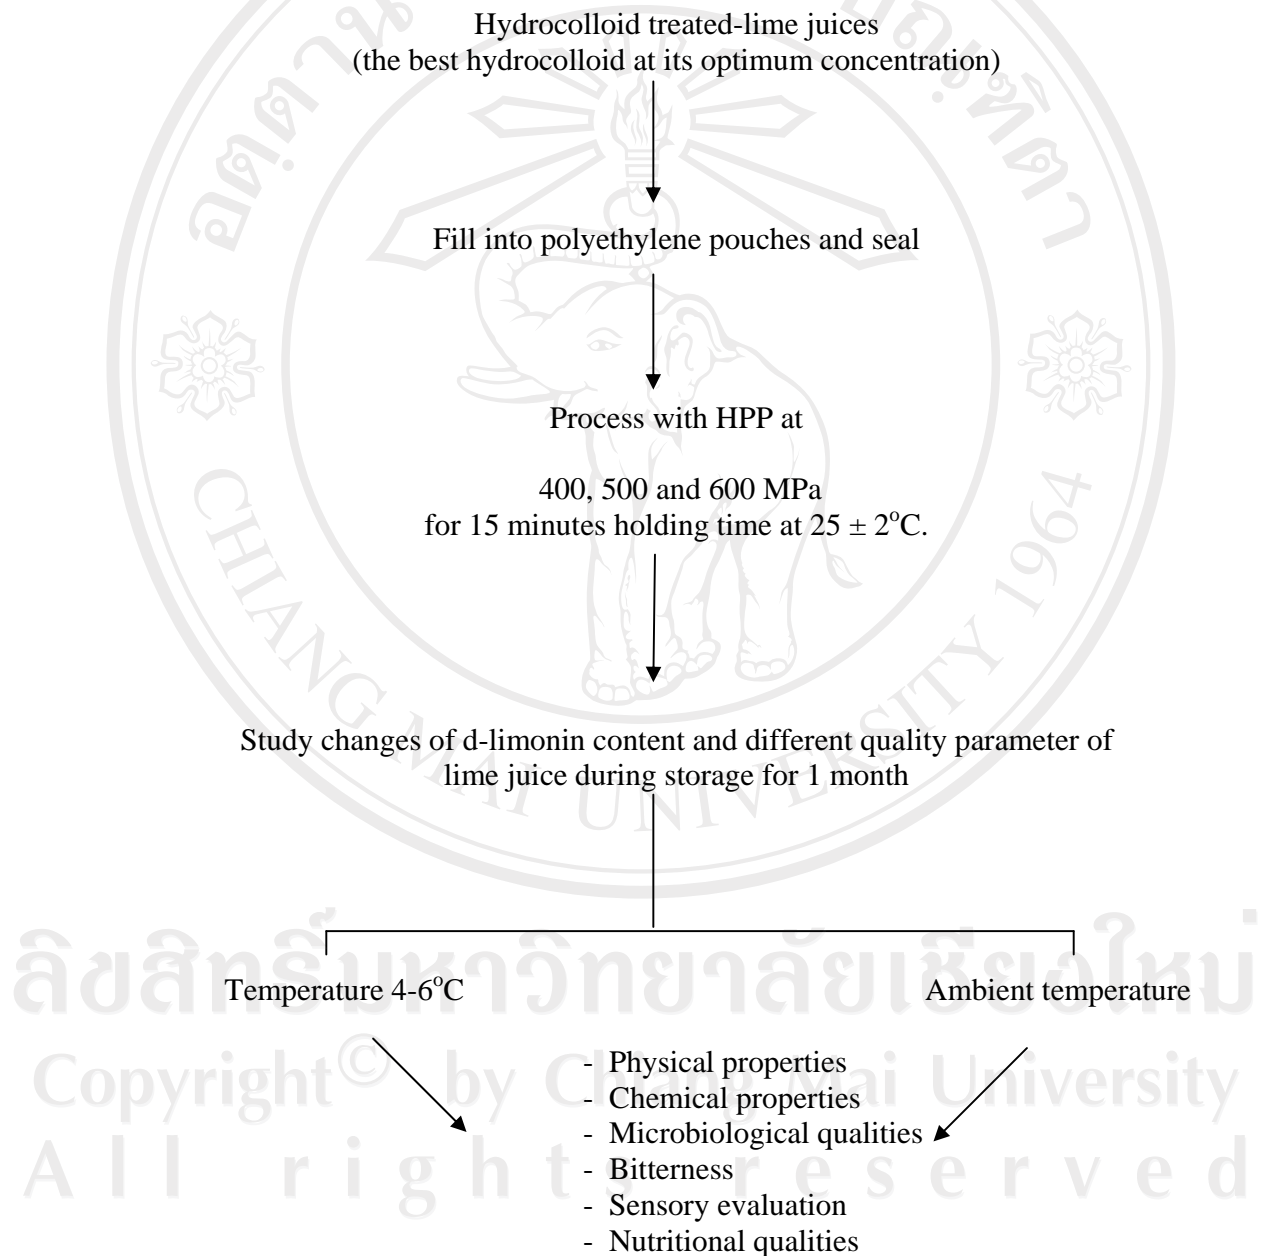 Hydrocolloid treated-lime juices
(the best hydrocolloid at its optimum concentration)
Fill into polyethylene pouches and seal
Process with HPP at
400, 500 and 600 MPa
for 15 minutes holding time at 25 ± 2°C.
Study changes of d-limonin content and different quality parameter of
lime juice during storage for 1 month
Temperature 4-6°C
Ambient temperature
- Physical properties
- Chemical properties
- Microbiological qualities
- Bitterness
- Sensory evaluation
- Nutritional qualities
CHIANG MAI UNIVERSITY 1964
ลิขสิทธิ์มหาวิทยาลัยเชียงใหม่
Copyright© by Chiang Mai University
All rights reserved